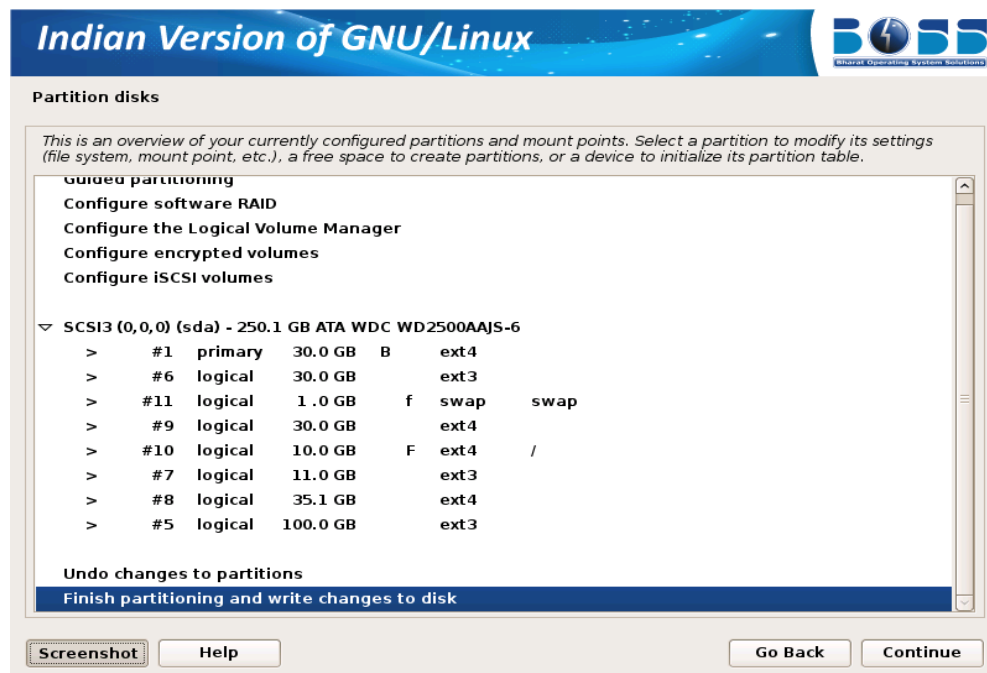 Indian Version of GNU/Linux
BOSS
Bharat Operating System Solutions
Partition disks
This is an overview of your currently configured partitions and mount points. Select a partition to modify its settings
(file system, mount point, etc.), a free space to create partitions, or a device to initialize its partition table.
Guided partitioning
Configure software RAID
Configure the Logical Volume Manager
Configure encrypted volumes
Configure iSCSI volumes
SCSI3 (0,0,0) (sda) - 250.1 GB ATA WDC WD2500AAJS-6
> #1 primary 30.0 GB B ext4
> #6 logical 30.0 GB ext3
> #11 logical 1 .0 GB f swap swap
> #9 logical 30.0 GB ext4
> #10 logical 10.0 GB F ext4 /
> #7 logical 11.0 GB ext3
> #8 logical 35.1 GB ext4
> #5 logical 100.0 GB ext3
Undo changes to partitions
Finish partitioning and write changes to disk
Screenshot Help Go Back Continue